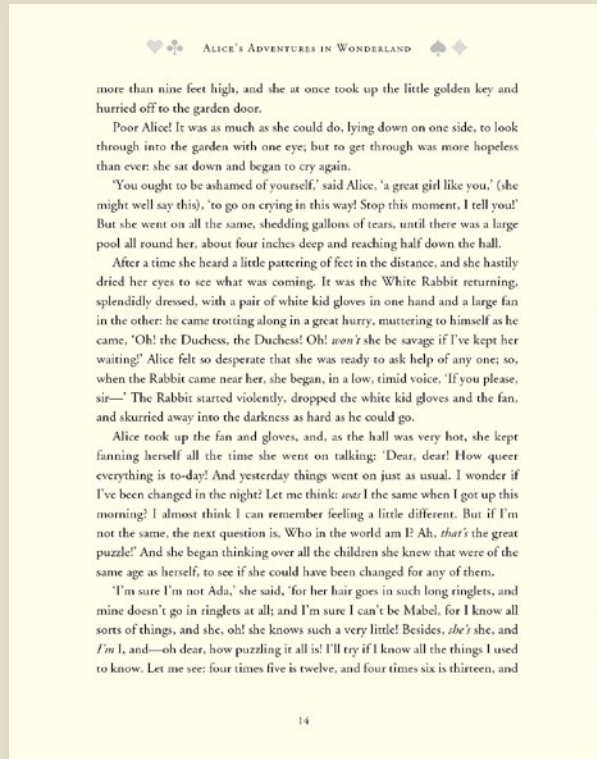 ALICE'S ADVENTURES IN WONDERLAND
more than nine feet high, and she at once took up the little golden key and
hurried off to the garden door.
Poor Alice! It was as much as she could do, lying down on one side, to look
through into the garden with one eye; but to get through was more hopeless
than ever: she sat down and began to cry again.
‘You ought to be ashamed of yourself,’ said Alice, ‘a great girl like you,’ (she
might well say this), ‘to go on crying in this way! Stop this moment, I tell you!’
But she went on all the same, shedding gallons of tears, until there was a large
pool all round her, about four inches deep and reaching half down the hall.
After a time she heard a little pattering of feet in the distance, and she hastily
dried her eyes to see what was coming. It was the White Rabbit returning,
splendidly dressed, with a pair of white kid gloves in one hand and a large fan
in the other: he came trotting along in a great hurry, muttering to himself as he
came, ‘Oh! the Duchess, the Duchess! Oh! won't she be savage if I've kept her
waiting!’ Alice felt so desperate that she was ready to ask help of any one; so,
when the Rabbit came near her, she began, in a low, timid voice, ‘If you please,
sir—’ The Rabbit started violently, dropped the white kid gloves and the fan,
and skurried away into the darkness as hard as he could go.
Alice took up the fan and gloves, and, as the hall was very hot, she kept
fanning herself all the time she went on talking: ‘Dear, dear! How queer
everything is to-day! And yesterday things went on just as usual. I wonder if
I've been changed in the night? Let me think: was I the same when I got up this
morning? I almost think I can remember feeling a little different. But if I'm
not the same, the next question is, Who in the world am I? Ah, that's the great
puzzle!’ And she began thinking over all the children she knew that were of the
same age as herself, to see if she could have been changed for any of them.
‘I'm sure I'm not Ada,’ she said, ‘for her hair goes in such long ringlets, and
mine doesn't go in ringlets at all; and I'm sure I can't be Mabel, for I know all
sorts of things, and she, oh! she knows such a very little! Besides, she's she, and
I'm I, and—oh dear, how puzzling it all is! I'll try if I know all the things I used
to know. Let me see: four times five is twelve, and four times six is thirteen, and
14